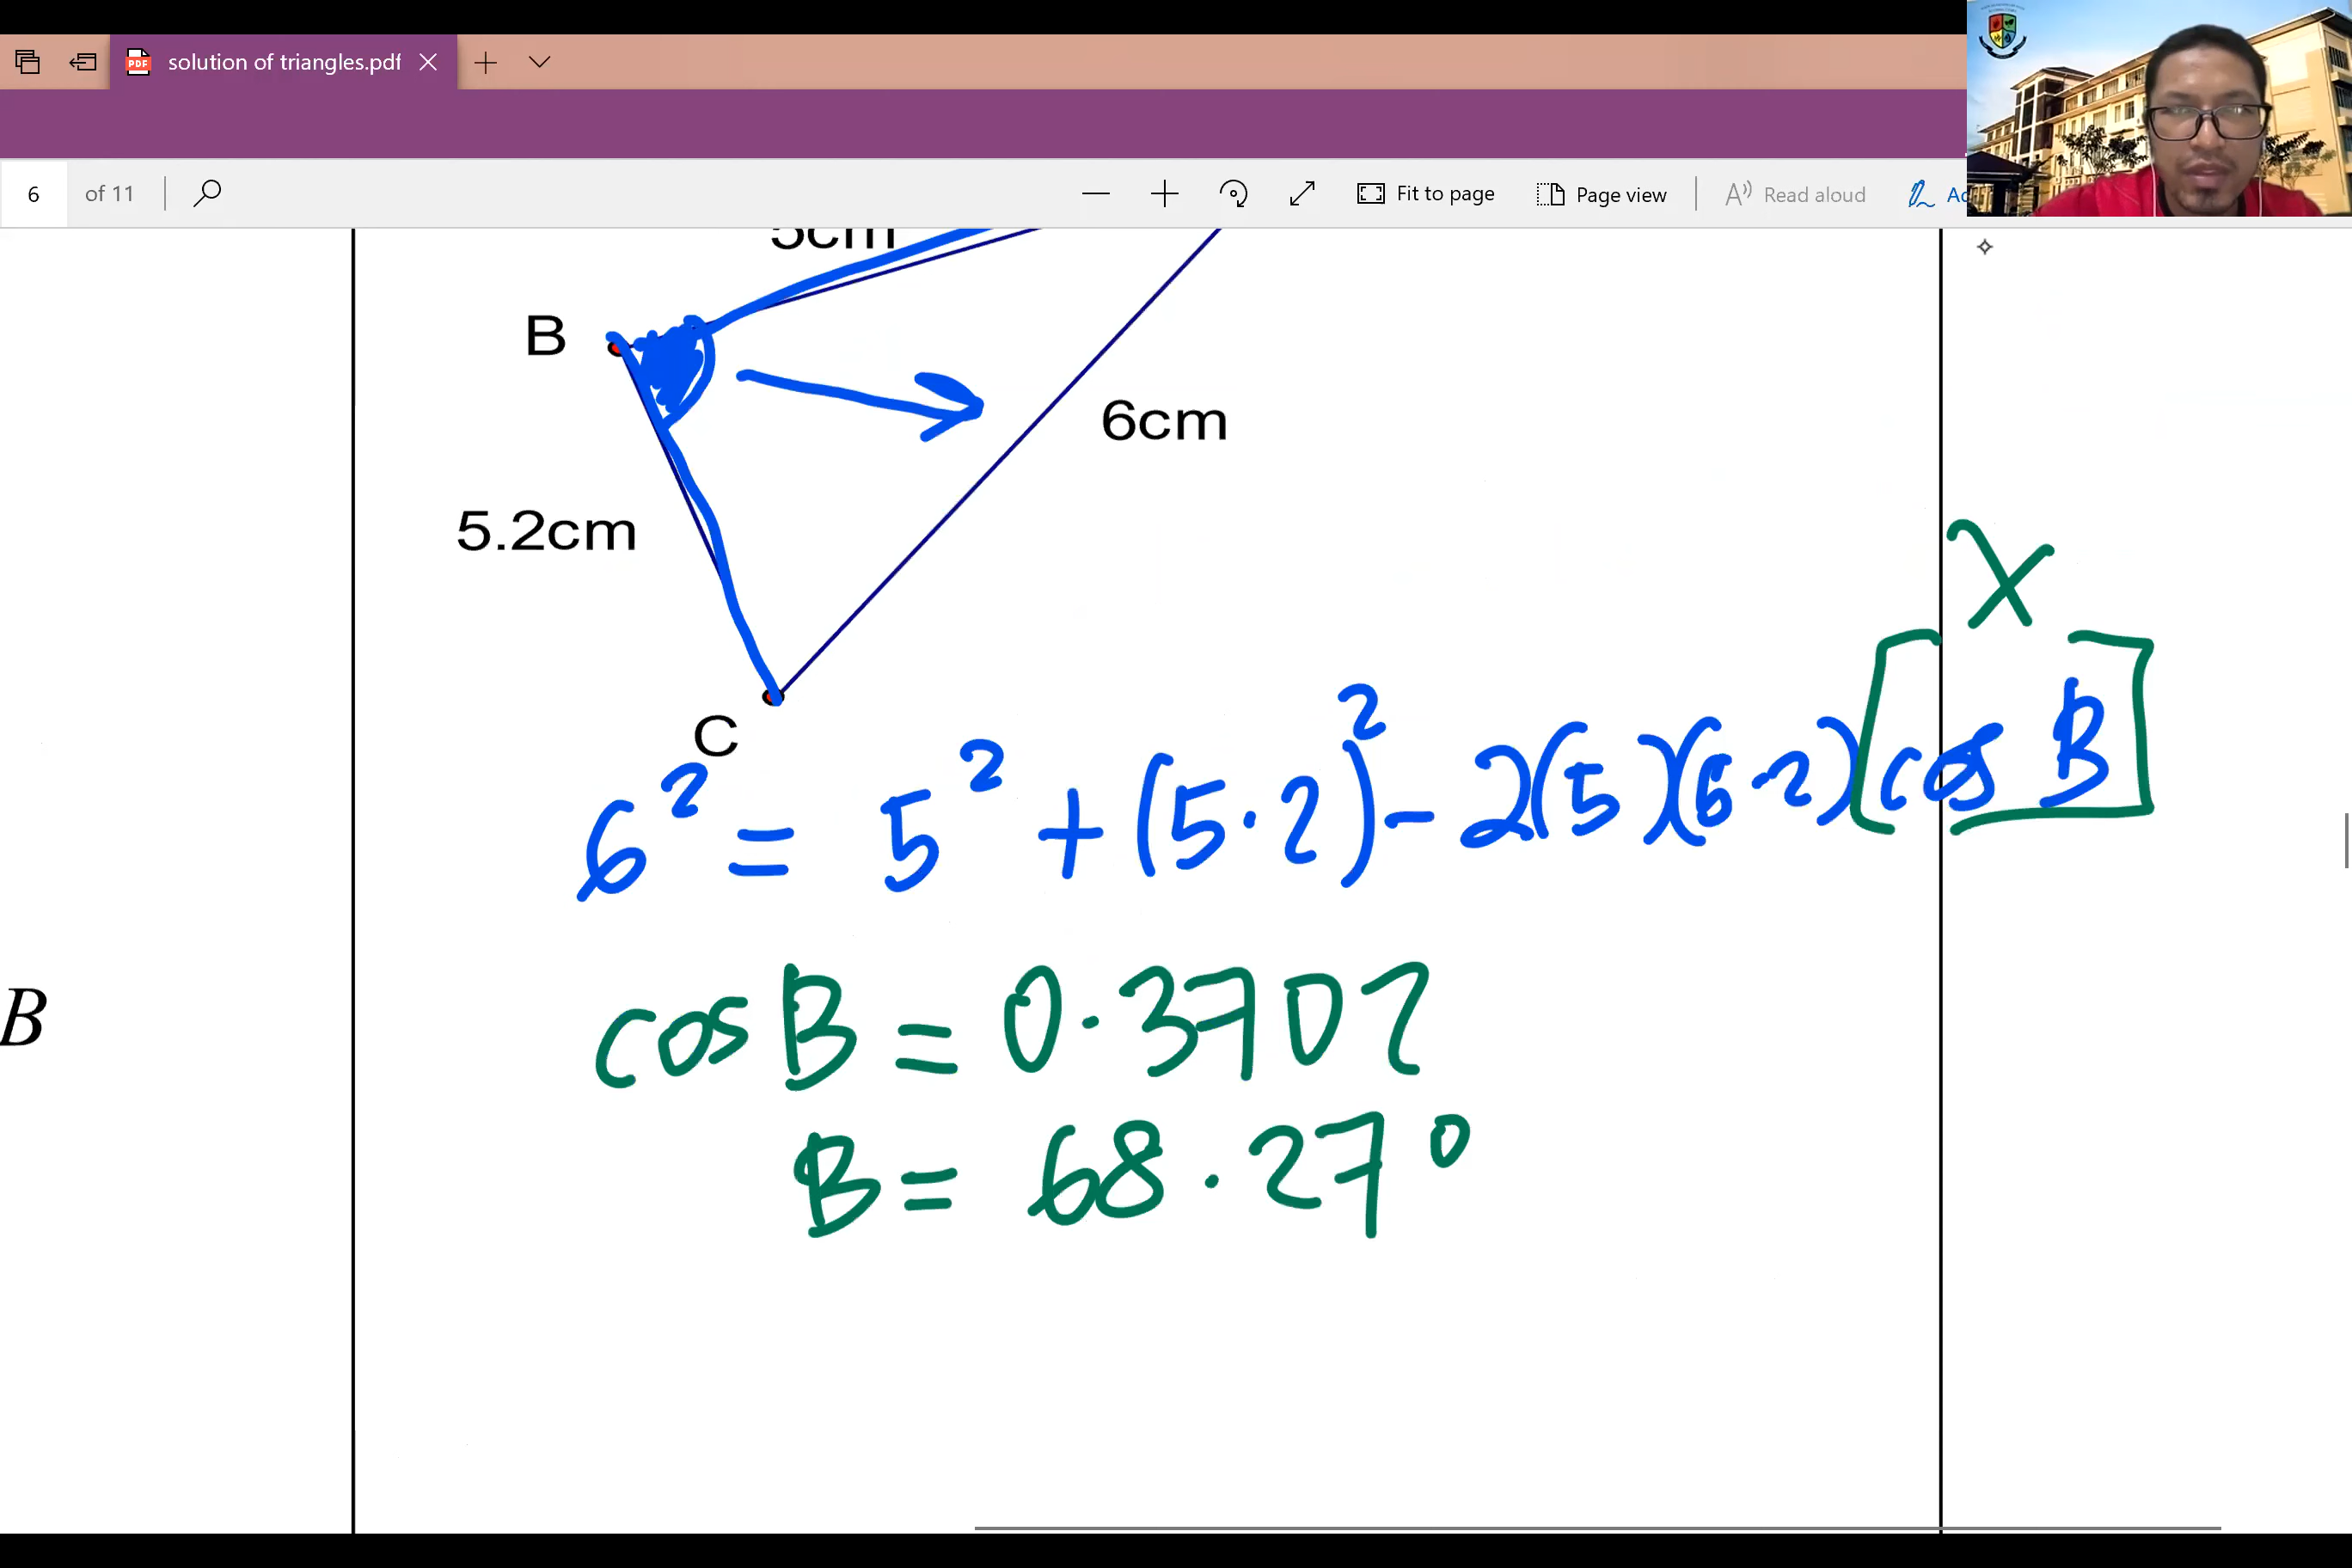 solution of triangles.pdf
6 of 11
Fit to page
Page view
Read aloud
5cm
B
6cm
5.2cm
C
X
6² = 5² + (5.2)² - 2(5)(5.2) cos B
B
cos B = 0.3702
B = 68.27°